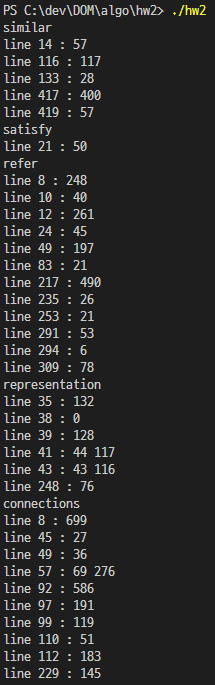 PS C:\dev\DOM\algo\hw2> ./hw2
similar
line 14 : 57
line 116 : 117
line 133 : 28
line 417 : 400
line 419 : 57
satisfy
line 21 : 50
refer
line 8 : 248
line 10 : 40
line 12 : 261
line 24 : 45
line 49 : 197
line 83 : 21
line 217 : 490
line 235 : 26
line 253 : 21
line 291 : 53
line 294 : 6
line 309 : 78
representation
line 35 : 132
line 38 : 0
line 39 : 128
line 41 : 44 117
line 43 : 43 116
line 248 : 76
connections
line 8 : 699
line 45 : 27
line 49 : 36
line 57 : 69 276
line 92 : 586
line 97 : 191
line 99 : 119
line 110 : 51
line 112 : 183
line 229 : 145